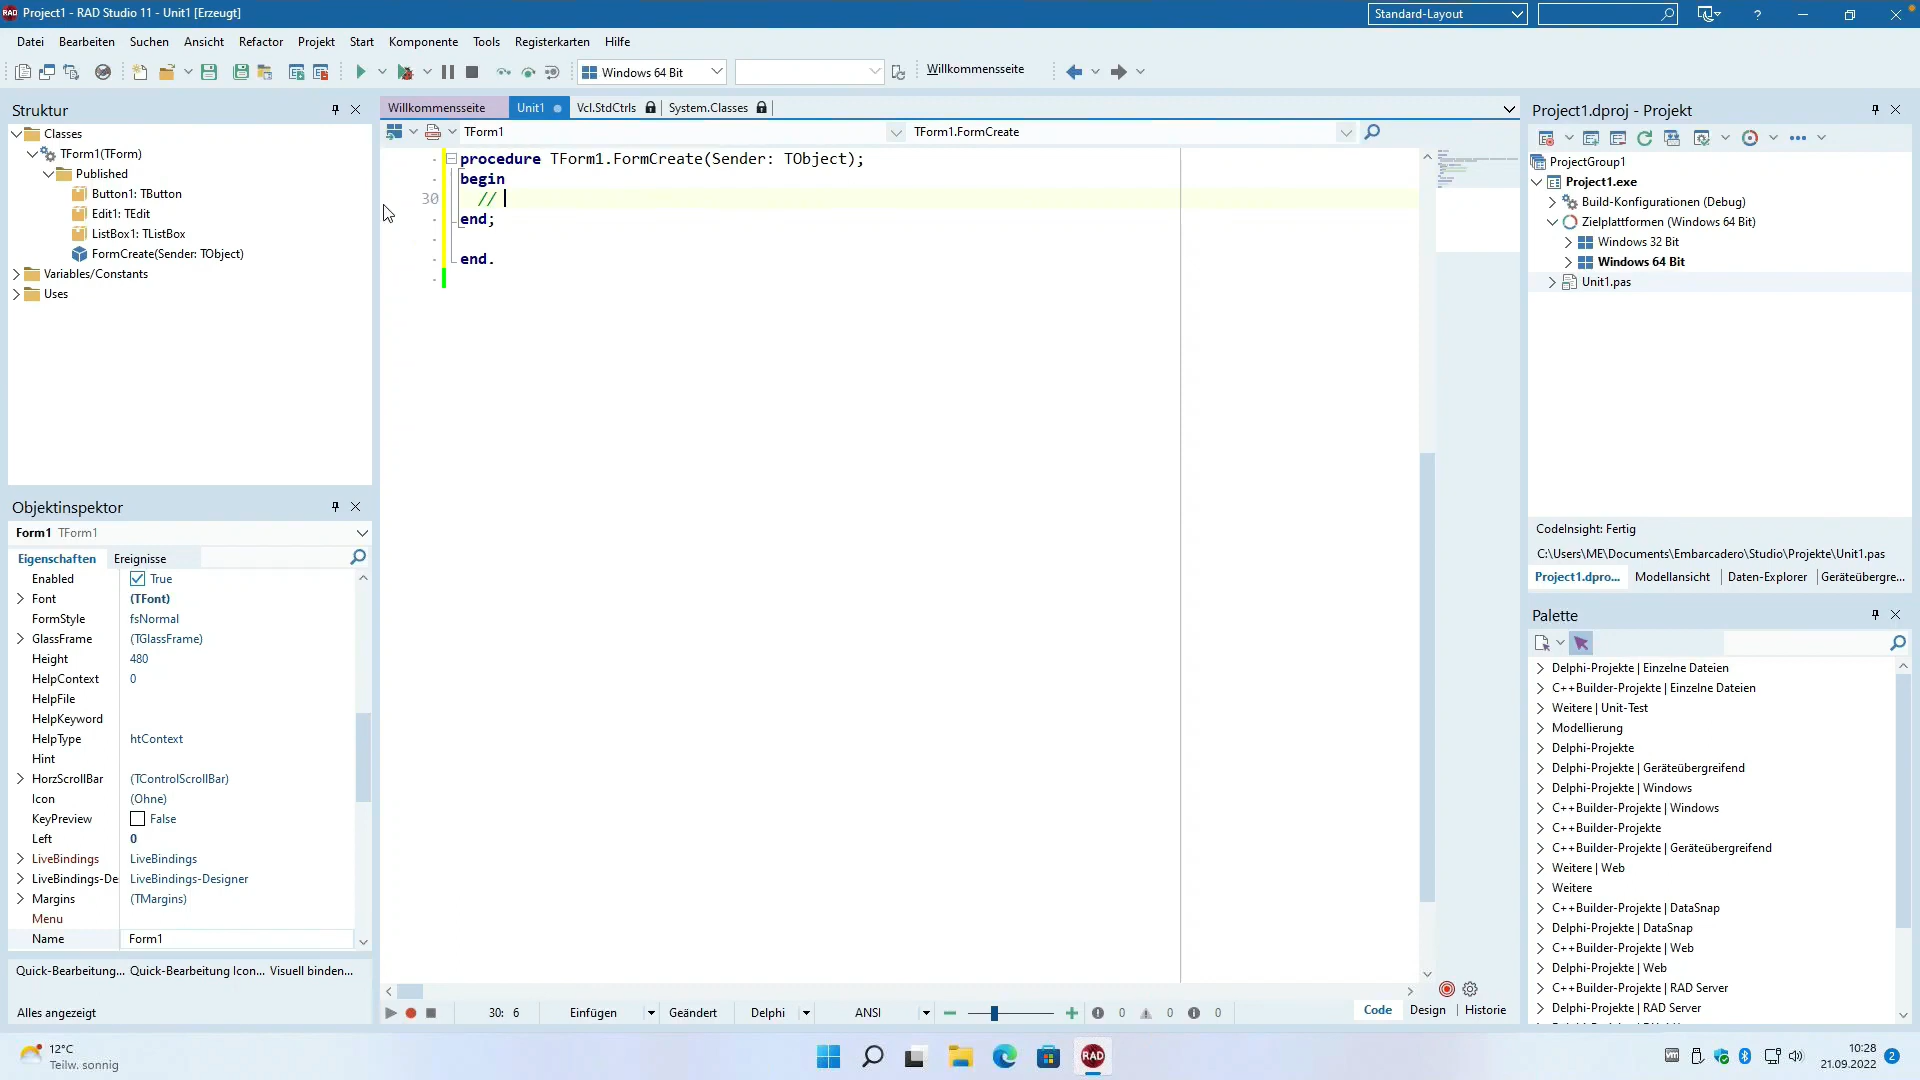 Project1 - RAD Studio 11 - Unit1 [Erzeugt]
Standard-Layout
Datei Bearbeiten Suchen Ansicht Refactor Projekt Start Komponente Tools Registerkarten Hilfe
Windows 64 Bit
Willkommensseite
Struktur
Classes
TForm1(TForm)
Published
Button1: TButton
Edit1: TEdit
ListBox1: TListBox
FormCreate(Sender: TObject)
Variables/Constants
Uses
Objektinspektor
Form1 TForm1
Eigenschaften Ereignisse
Enabled True
Font (TFont)
FormStyle fsNormal
GlassFrame (TGlassFrame)
Height 480
HelpContext 0
HelpFile
HelpKeyword
HelpType htContext
Hint
HorzScrollBar (TControlScrollBar)
Icon (Ohne)
KeyPreview False
Left 0
LiveBindings LiveBindings
LiveBindings-De LiveBindings-Designer
Margins (TMargins)
Menu
Name Form1
Quick-Bearbeitung... Quick-Bearbeitung Icon... Visuell binden...
Alles angezeigt
Willkommensseite Unit1 Vcl.StdCtrls System.Classes
TForm1 TForm1.FormCreate
procedure TForm1.FormCreate(Sender: TObject);
begin
30 //
end;
end.
30: 6 Einfügen Geändert Delphi ANSI 0 0 0
Code Design Historie
Project1.dproj - Projekt
ProjectGroup1
Project1.exe
Build-Konfigurationen (Debug)
Zielplattformen (Windows 64 Bit)
Windows 32 Bit
Windows 64 Bit
Unit1.pas
CodeInsight: Fertig
C:\Users\ME\Documents\Embarcadero\Studio\Projekte\Unit1.pas
Project1.dpro... Modellansicht Daten-Explorer Geräteübergre...
Palette
Delphi-Projekte | Einzelne Dateien
C++Builder-Projekte | Einzelne Dateien
Weitere | Unit-Test
Modellierung
Delphi-Projekte
Delphi-Projekte | Geräteübergreifend
Delphi-Projekte | Windows
C++Builder-Projekte | Windows
C++Builder-Projekte
C++Builder-Projekte | Geräteübergreifend
Weitere | Web
Weitere
C++Builder-Projekte | DataSnap
Delphi-Projekte | DataSnap
C++Builder-Projekte | Web
Delphi-Projekte | Web
C++Builder-Projekte | RAD Server
Delphi-Projekte | RAD Server
12°C
Teilw. sonnig
RAD
10:28
21.09.2022
2